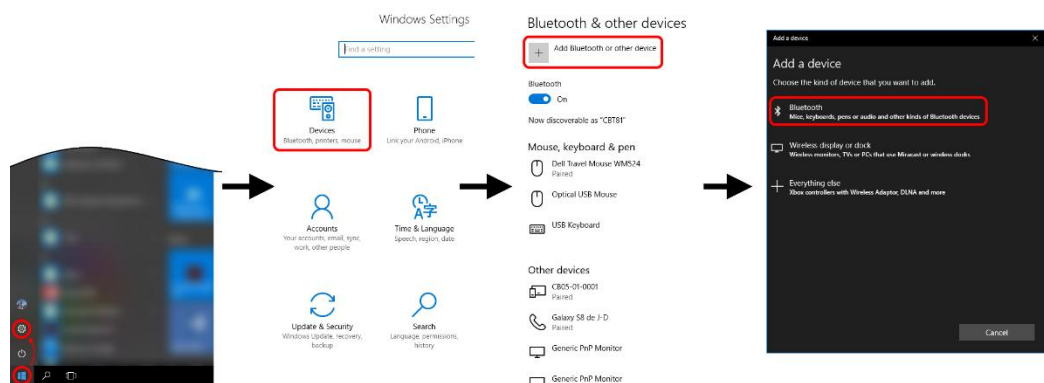 Windows Settings
Find a setting
Devices
Bluetooth, printers, mouse
Phone
Link your Android, iPhone
Accounts
Your accounts, email, sync,
work, other people
Time & Language
Speech, region, date
Update & Security
Windows Update, recovery,
backup
Search
Language, permissions,
history
Bluetooth & other devices
Add Bluetooth or other device
Bluetooth
On
Now discoverable as "CBT81"
Mouse, keyboard & pen
Dell Travel Mouse WM524
Paired
Optical USB Mouse
USB Keyboard
Other devices
CB05-01-0001
Paired
Galaxy S8 de J-D
Paired
Generic PnP Monitor
Generic PnP Monitor
Add a device
Add a device
Choose the kind of device that you want to add.
Bluetooth
Mice, keyboards, pens or audio and other kinds of Bluetooth devices
Wireless display or dock
Wireless monitors, TVs or PCs that use Miracast or wireless docks
Everything else
Xbox controllers with Wireless Adaptor, DLNA and more
Cancel